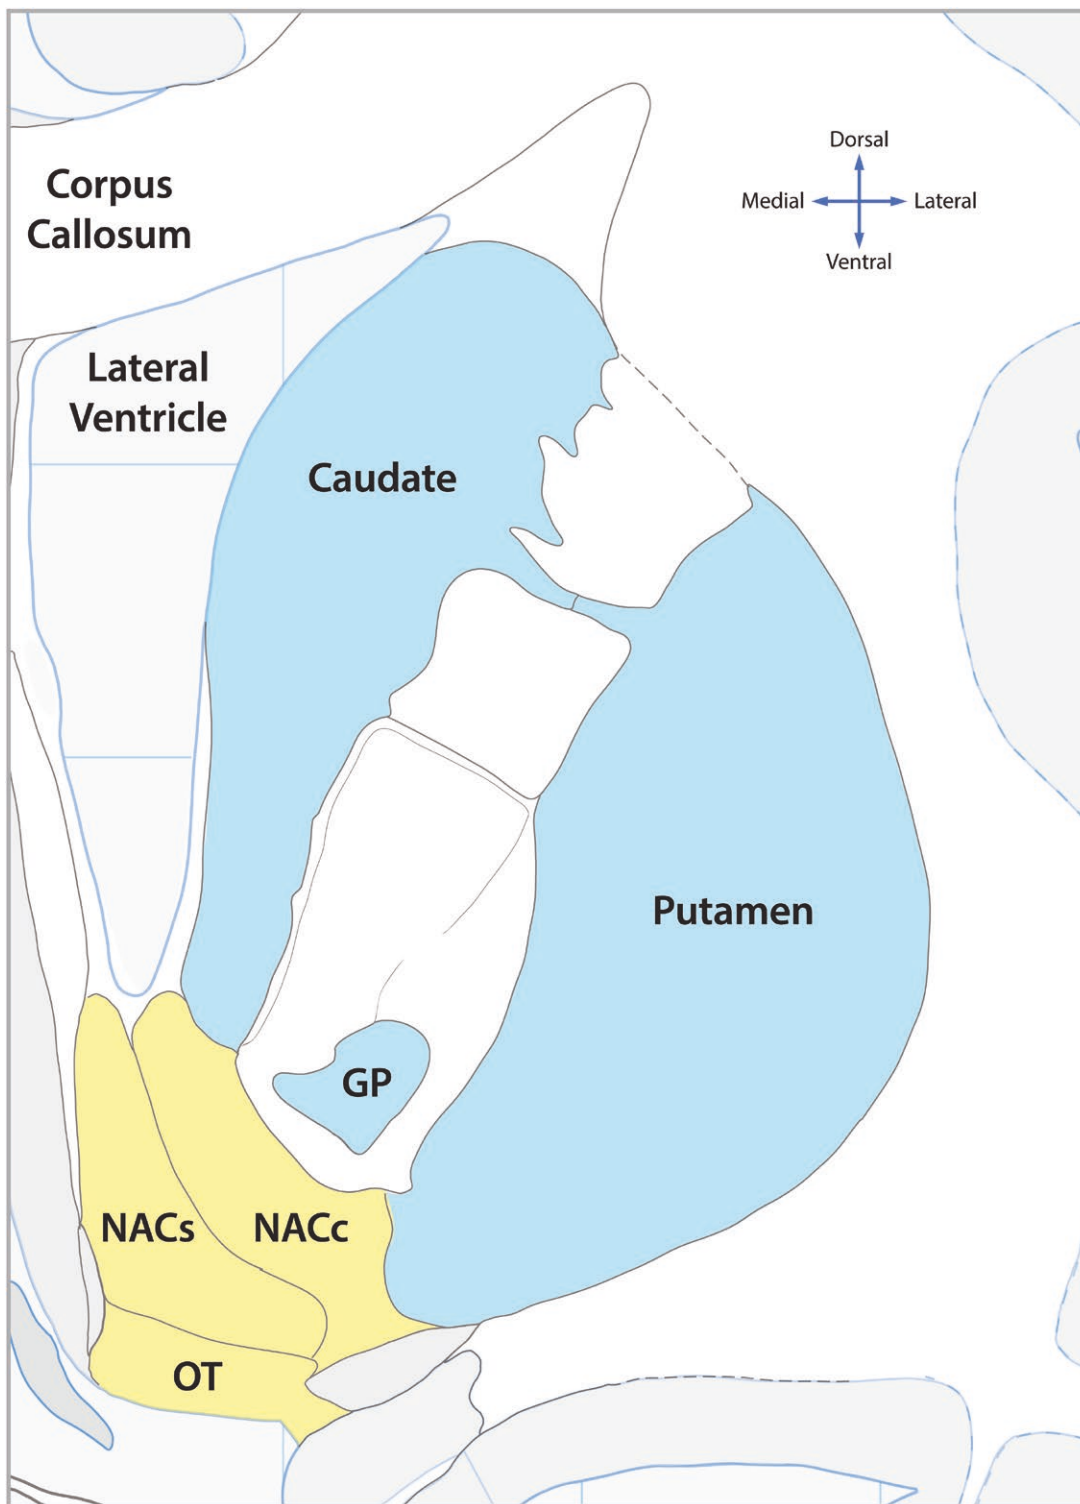 Dorsal
Medial
Lateral
Ventral
Corpus
Callosum
Lateral
Ventricle
Caudate
Putamen
GP
NACs
NACc
OT